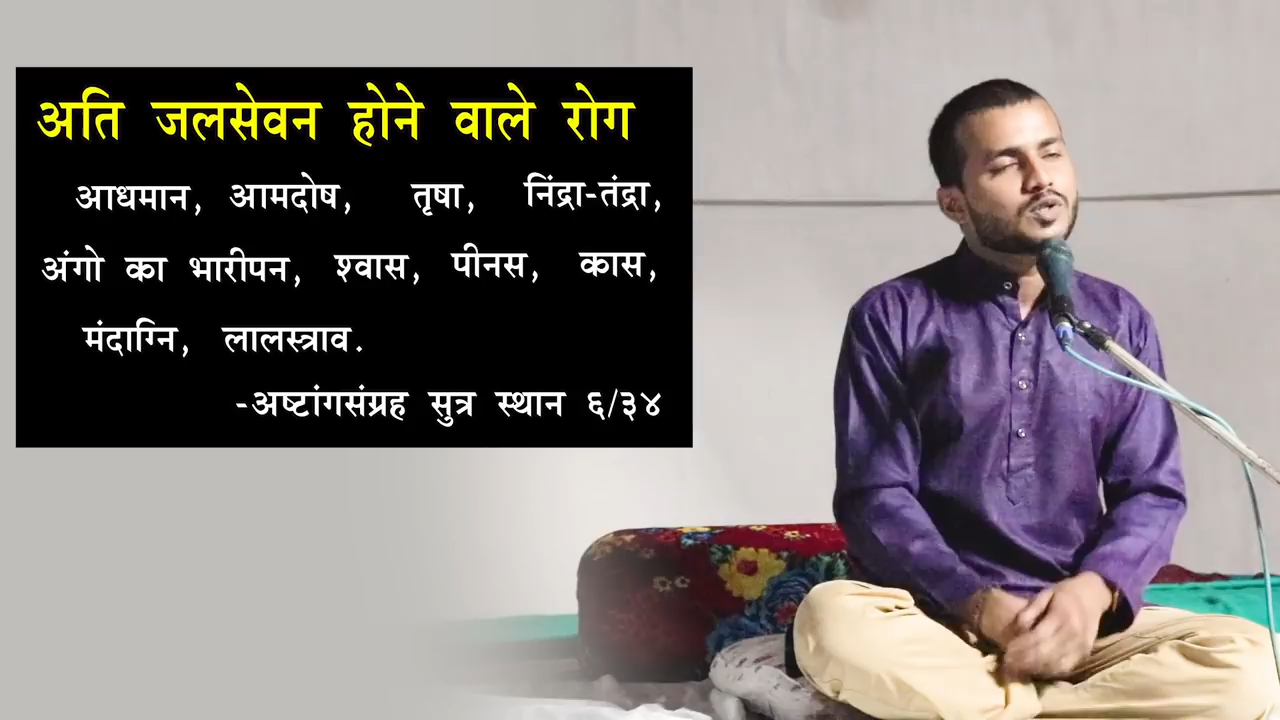 अति जलसेवन होने वाले रोग
आधमान, आमदोष, तृषा, निंद्रा-तंद्रा,
अंगो का भारीपन, श्वास, पीनस, कास,
मंदाग्नि, लालस्त्राव.
-अष्टांगसंग्रह सुत्र स्थान ६/३४